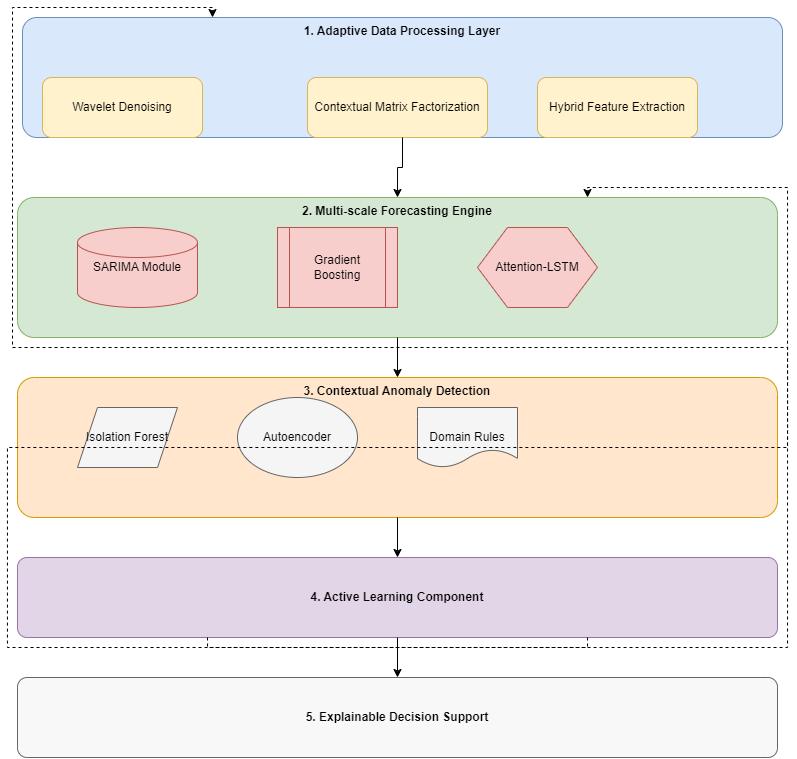 1. Adaptive Data Processing Layer
Wavelet Denoising
Contextual Matrix Factorization
Hybrid Feature Extraction
2. Multi-scale Forecasting Engine
SARIMA Module
Gradient
Boosting
Attention-LSTM
3. Contextual Anomaly Detection
Isolation Forest
Autoencoder
Domain Rules
4. Active Learning Component
5. Explainable Decision Support